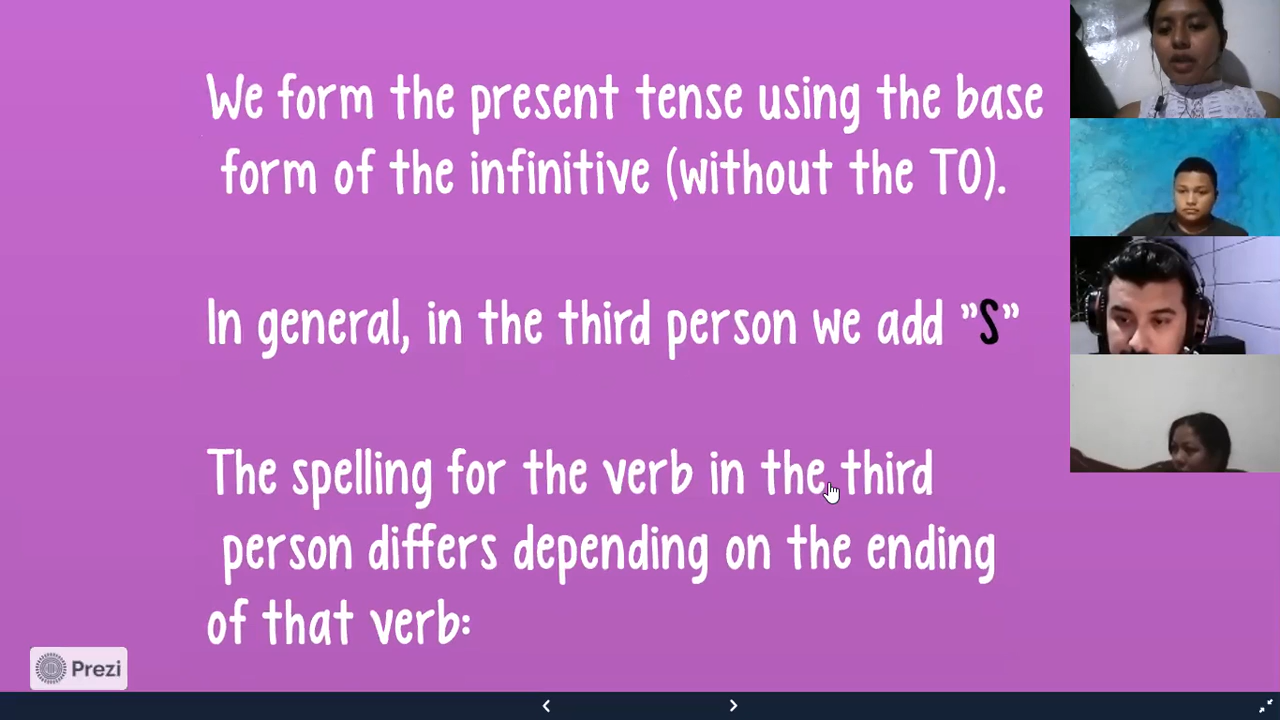 We form the present tense using the base
form of the infinitive (without the TO).
In general, in the third person we add "S"
The spelling for the verb in the third
person differs depending on the ending
of that verb:
Prezi